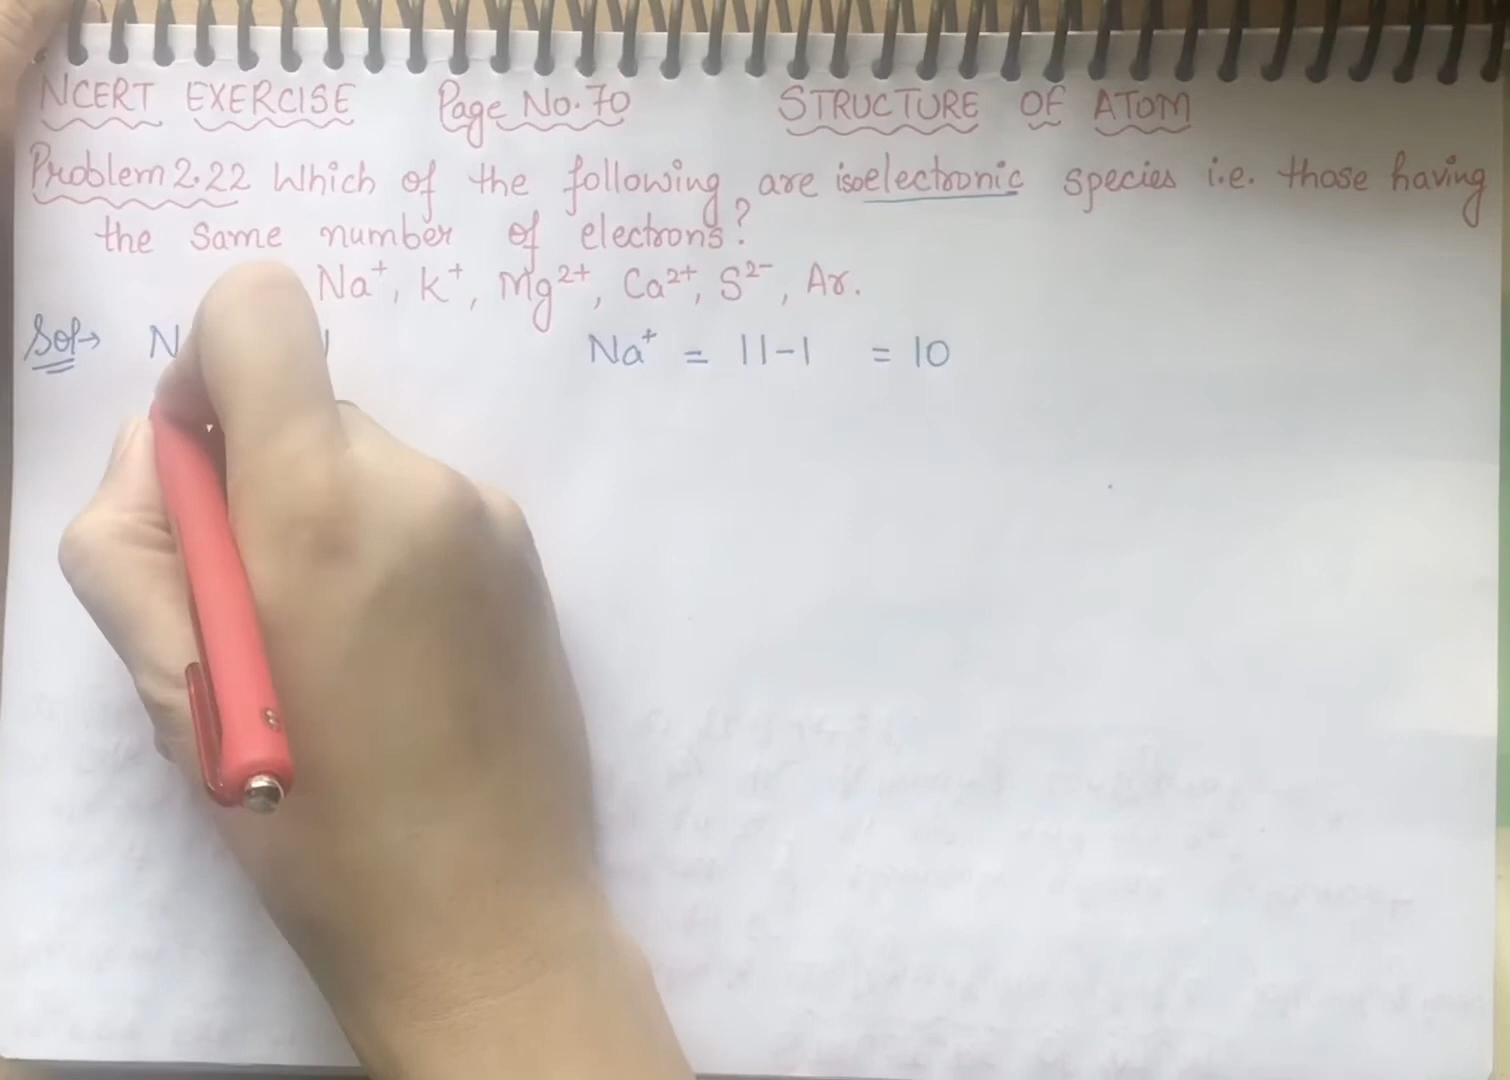 NCERT EXERCISE Page No.70 STRUCTURE OF ATOM
Problem 2.22 Which of the following are isoelectronic species i.e. those having
the same number of electrons?
Na⁺, K⁺, Mg²⁺, Ca²⁺, S²⁻, Ar.
Sol→ N Na⁺ = 11-1 = 10